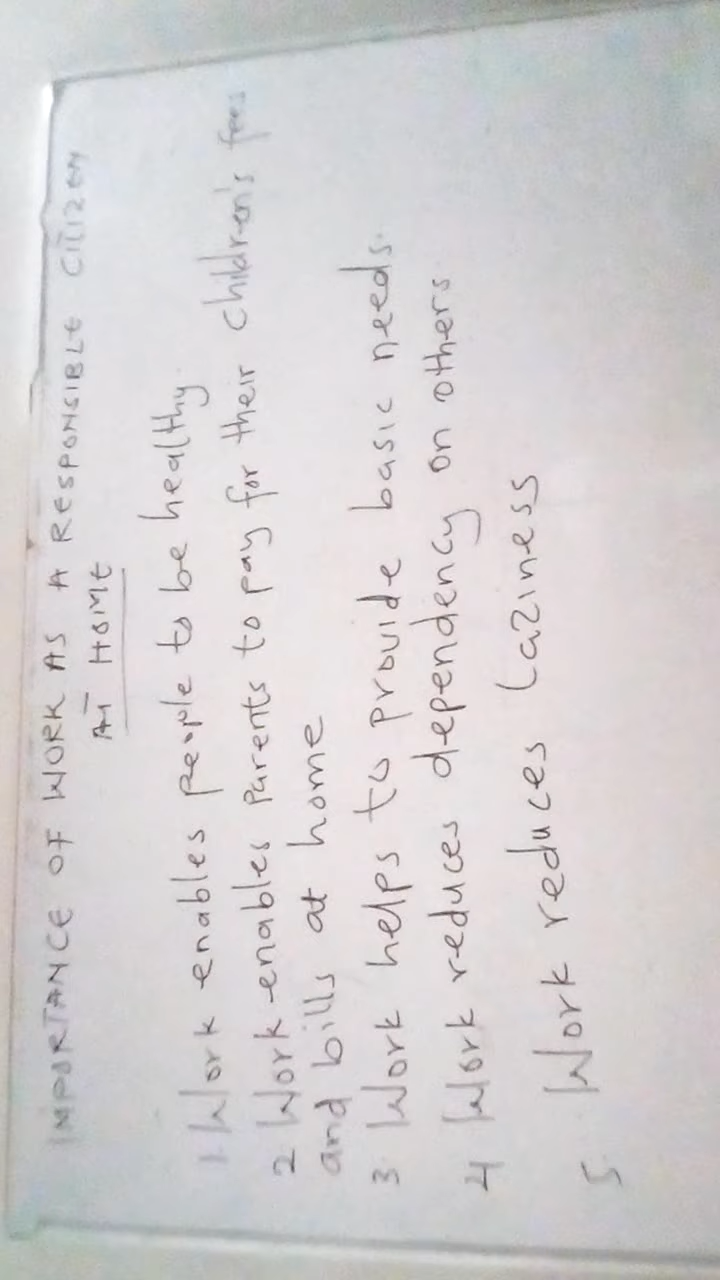 IMPORTANCE OF WORK AS A RESPONSIBLE CITIZEN
AT HOME
1. Work enables people to be healthy.
2 Work enables parents to pay for their children's fees
and bills at home
3. Work helps to provide basic needs.
4 Work reduces dependency on others.
5. Work reduces laziness